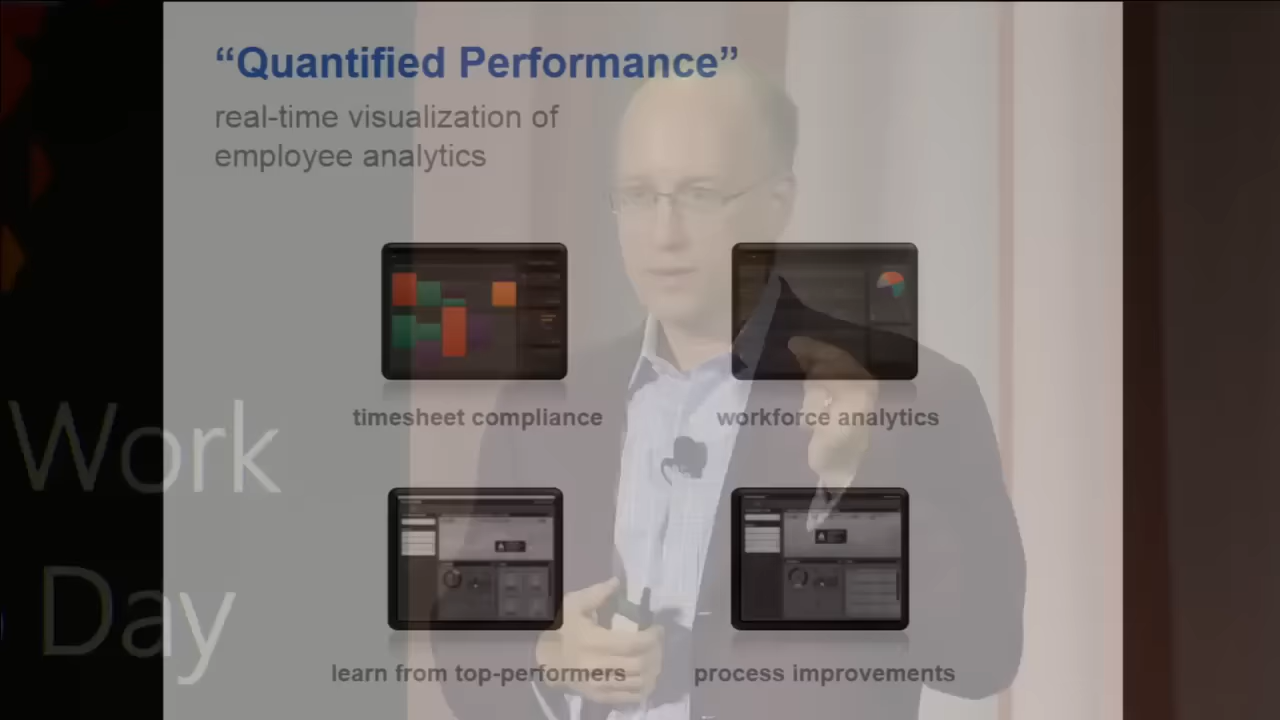 “Quantified Performance”
real-time visualization of
employee analytics
timesheet compliance
workforce analytics
Work
Day
learn from top-performers
process improvements